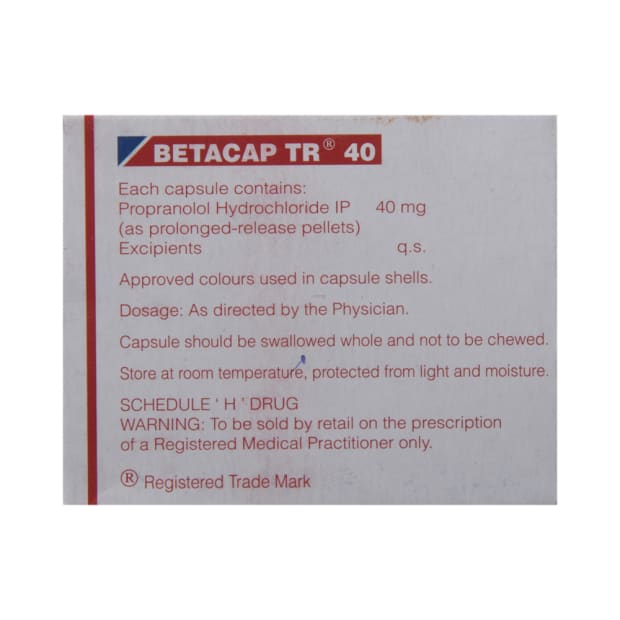 BETACAP TR® 40
Each capsule contains:
Propranolol Hydrochloride IP 40 mg
(as prolonged-release pellets)
Excipients q.s.
Approved colours used in capsule shells.
Dosage: As directed by the Physician.
Capsule should be swallowed whole and not to be chewed.
Store at room temperature, protected from light and moisture.
SCHEDULE ‘ H ’ DRUG
WARNING: To be sold by retail on the prescription
of a Registered Medical Practitioner only.
® Registered Trade Mark